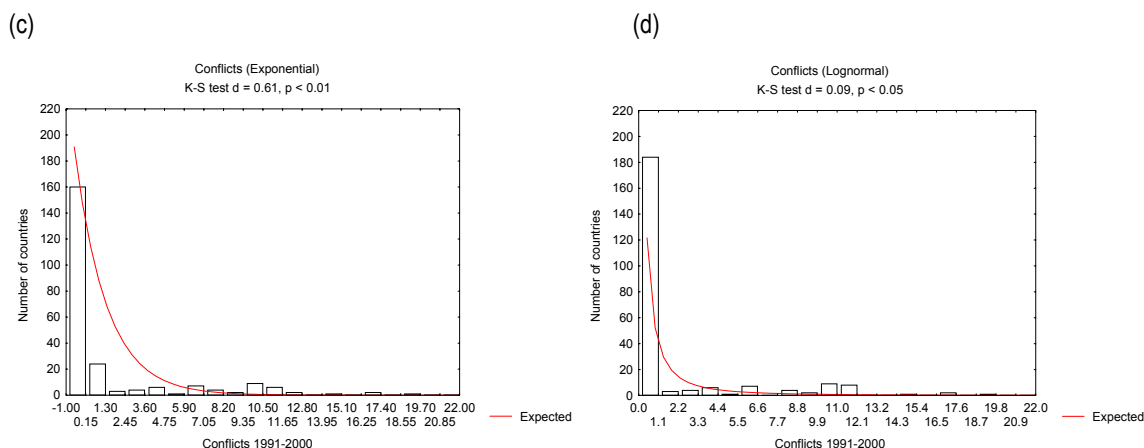 (c)
Conflicts (Exponential)
K-S test d = 0.61, p < 0.01
220
200
180
160
140
120
100
80
60
40
20
0
Number of countries
-1.00 1.30 3.60 5.90 8.20 10.50 12.80 15.10 17.40 19.70 22.00
0.15 2.45 4.75 7.05 9.35 11.65 13.95 16.25 18.55 20.85
Conflicts 1991-2000
Expected
(d)
Conflicts (Lognormal)
K-S test d = 0.09, p < 0.05
220
200
180
160
140
120
100
80
60
40
20
0
Number of countries
0.0 2.2 4.4 6.6 8.8 11.0 13.2 15.4 17.6 19.8 22.0
1.1 3.3 5.5 7.7 9.9 12.1 14.3 16.5 18.7 20.9
Conflicts 1991-2000
Expected